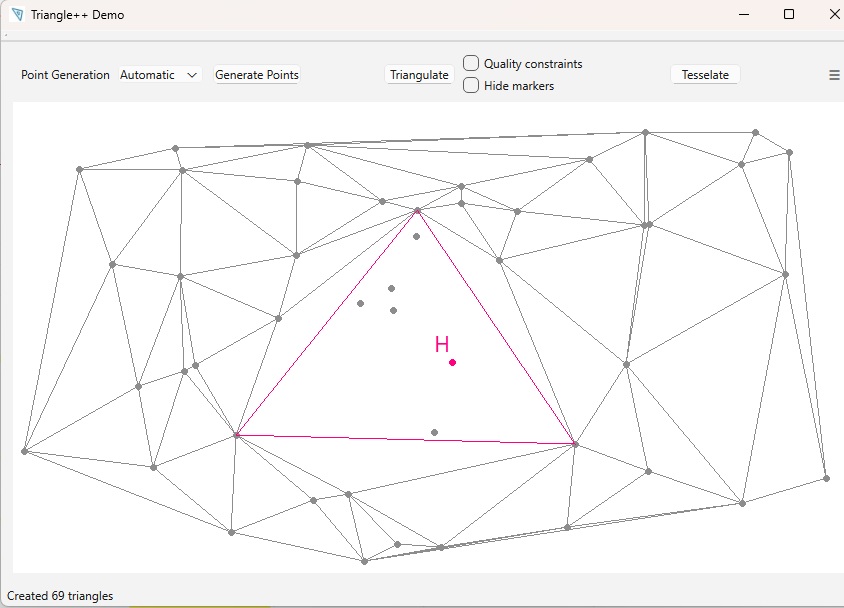 Triangle++ Demo
Point Generation Automatic Generate Points Triangulate Quality constraints Tesselate
Hide markers
H
Created 69 triangles